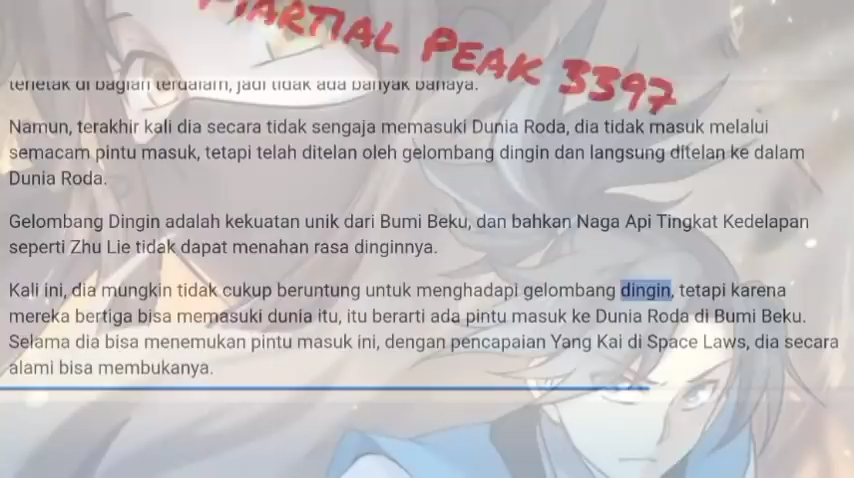 MARTIAL PEAK 3397
terletak di bagian terdalam, jadi tidak ada banyak bahaya.
Namun, terakhir kali dia secara tidak sengaja memasuki Dunia Roda, dia tidak masuk melalui
semacam pintu masuk, tetapi telah ditelan oleh gelombang dingin dan langsung ditelan ke dalam
Dunia Roda.
Gelombang Dingin adalah kekuatan unik dari Bumi Beku, dan bahkan Naga Api Tingkat Kedelapan
seperti Zhu Lie tidak dapat menahan rasa dinginnya.
Kali ini, dia mungkin tidak cukup beruntung untuk menghadapi gelombang dingin, tetapi karena
mereka bertiga bisa memasuki dunia itu, itu berarti ada pintu masuk ke Dunia Roda di Bumi Beku.
Selama dia bisa menemukan pintu masuk ini, dengan pencapaian Yang Kai di Space Laws, dia secara
alami bisa membukanya.